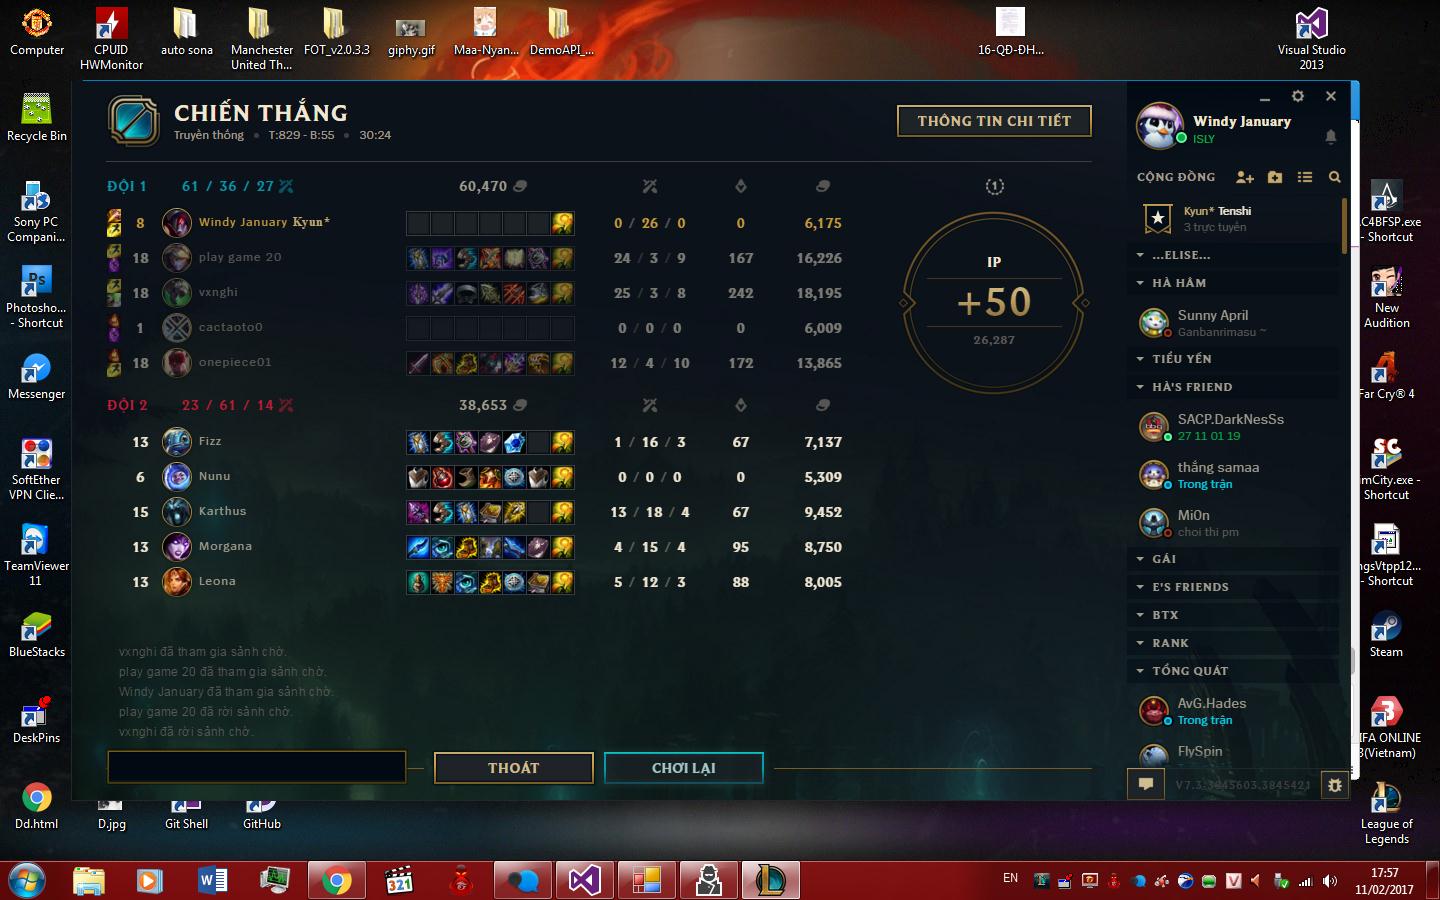 Computer
CPUID HWMonitor
auto sona
Manchester United Th...
FOT_v2.0.3.3
giphy.gif
Maa-Nyan...
DemoAPI_...
16-QĐ-ĐH...
Visual Studio 2013
Recycle Bin
Sony PC Compani...
Photosho... - Shortcut
Messenger
SoftEther VPN Clie...
TeamViewer 11
BlueStacks
DeskPins
Dd.html
D.jpg
Git Shell
GitHub
CHIẾN THẮNG
Truyền thống • T:829 - B:55 • 30:24
THÔNG TIN CHI TIẾT
ĐỘI 1 61 / 36 / 27 60,470
8 Windy January Kyun* 0 / 26 / 0 0 6,175
18 play game 20 24 / 3 / 9 167 16,226
18 vxnghi 25 / 3 / 8 242 18,195
1 cactaoto0 0 / 0 / 0 0 6,009
18 onepiece01 12 / 4 / 10 172 13,865
IP
+50
26,287
ĐỘI 2 23 / 61 / 14 38,653
13 Fizz 1 / 16 / 3 67 7,137
6 Nunu 0 / 0 / 0 0 5,309
15 Karthus 13 / 18 / 4 67 9,452
13 Morgana 4 / 15 / 4 95 8,750
13 Leona 5 / 12 / 3 88 8,005
vxnghi đã tham gia sảnh chờ.
play game 20 đã tham gia sảnh chờ.
Windy January đã tham gia sảnh chờ.
play game 20 đã rời sảnh chờ.
vxnghi đã rời sảnh chờ.
THOÁT
CHƠI LẠI
Windy January
ISLY
CỘNG ĐỒNG
Kyun* Tenshi
3 trực tuyến
...ELISE...
HÀ HÂM
Sunny April
Ganbanrimasu ~
TIỂU YẾN
HÀ'S FRIEND
SACP.DarkNesSs
27 11 01 19
thắng samaa
Trong trận
Mi0n
choi thi pm
GÁI
E'S FRIENDS
BTX
RANK
TỔNG QUÁT
AvG.Hades
Trong trận
FlySpin
V7.3.3845603.3845421
C4BFSP.exe - Shortcut
New Audition
Far Cry® 4
imCity.exe - Shortcut
ngsVtpp12... - Shortcut
Steam
IFA ONLINE 3(Vietnam)
League of Legends
321
EN
17:57
11/02/2017